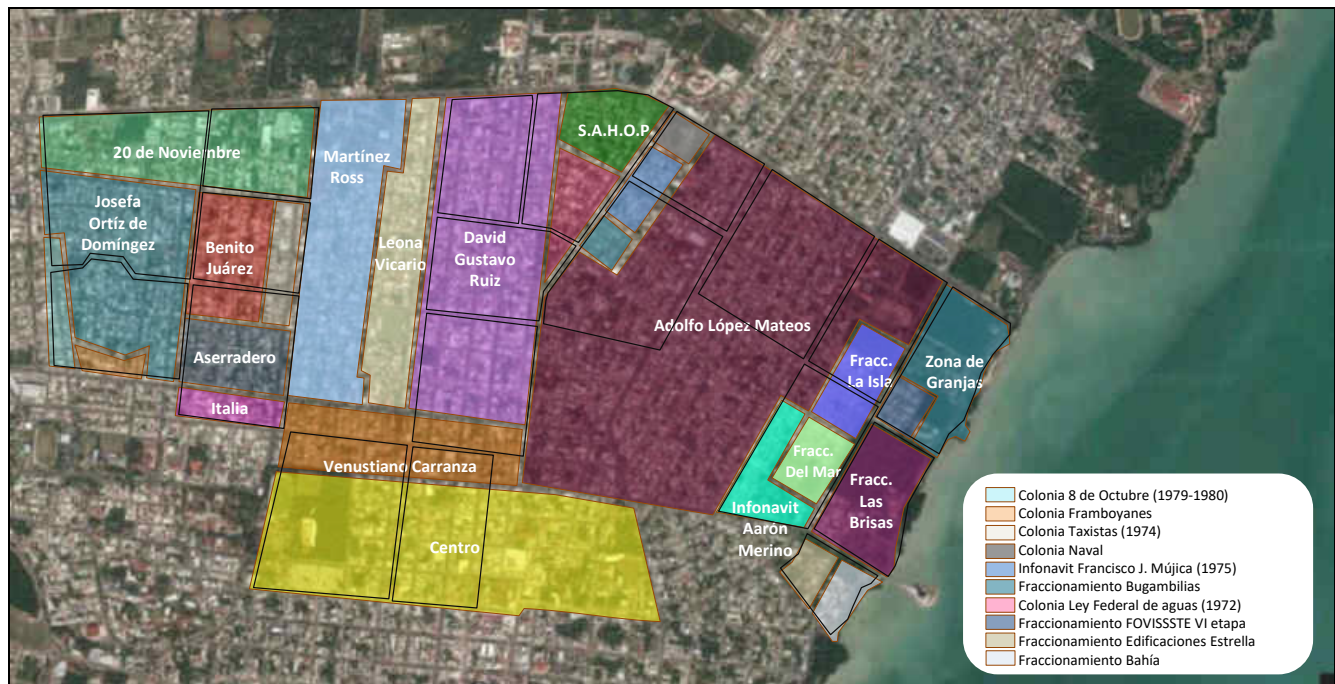 S.A.H.O.P
20 de Noviembre
Martínez
Ross
Josefa
Ortíz de
Domíngez
Benito
Juárez
Leona
Vicario
David
Gustavo
Ruiz
Adolfo López Mateos
Aserradero
Italia
Fracc.
La Isla
Zona de
Granjas
Venustiano Carranza
Fracc.
Del Mar
Fracc.
Las
Brisas
Infonavit
Aarón
Merino
Centro
Colonia 8 de Octubre (1979-1980)
Colonia Framboyanes
Colonia Taxistas (1974)
Colonia Naval
Infonavit Francisco J. Mújica (1975)
Fraccionamiento Bugambilias
Colonia Ley Federal de aguas (1972)
Fraccionamiento FOVISSSTE VI etapa
Fraccionamiento Edificaciones Estrella
Fraccionamiento Bahía